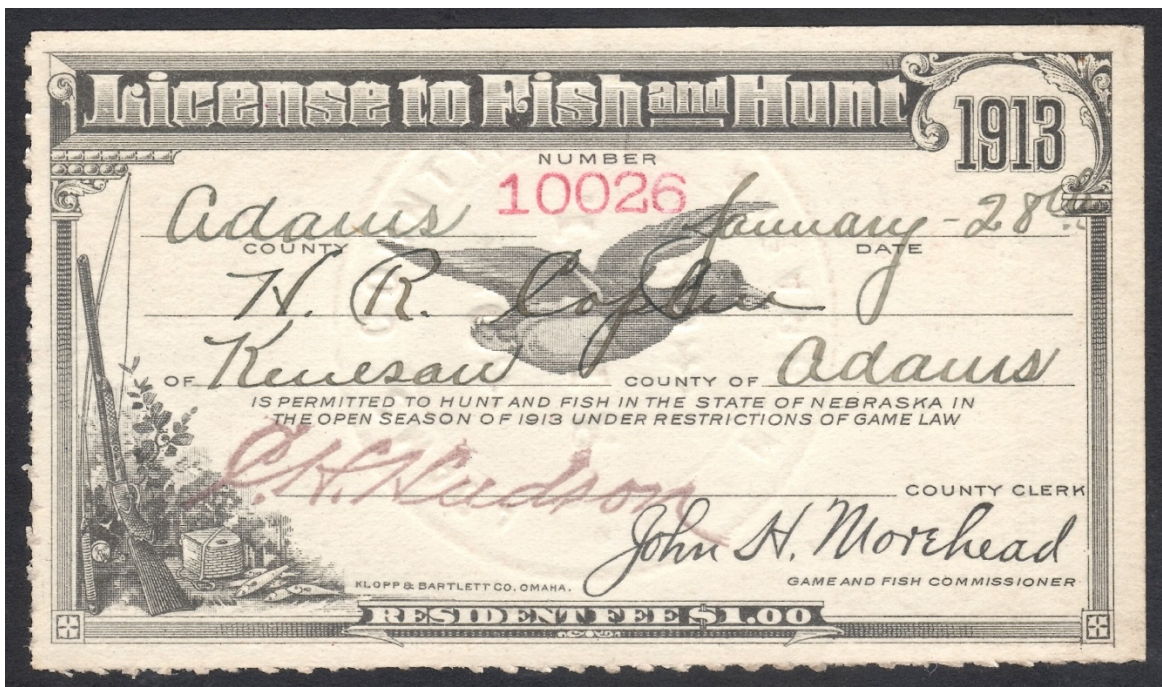 License to Fish and Hunt
1913
NUMBER
10026
Adams January - 28th
COUNTY DATE
H. R.
OF Kenesaw COUNTY OF Adams
IS PERMITTED TO HUNT AND FISH IN THE STATE OF NEBRASKA IN
THE OPEN SEASON OF 1913 UNDER RESTRICTIONS OF GAME LAW
C. H. Hudson COUNTY CLERK
John H. Morehead
KLOPP & BARTLETT CO. OMAHA. GAME AND FISH COMMISSIONER
RESIDENT FEE $1.00